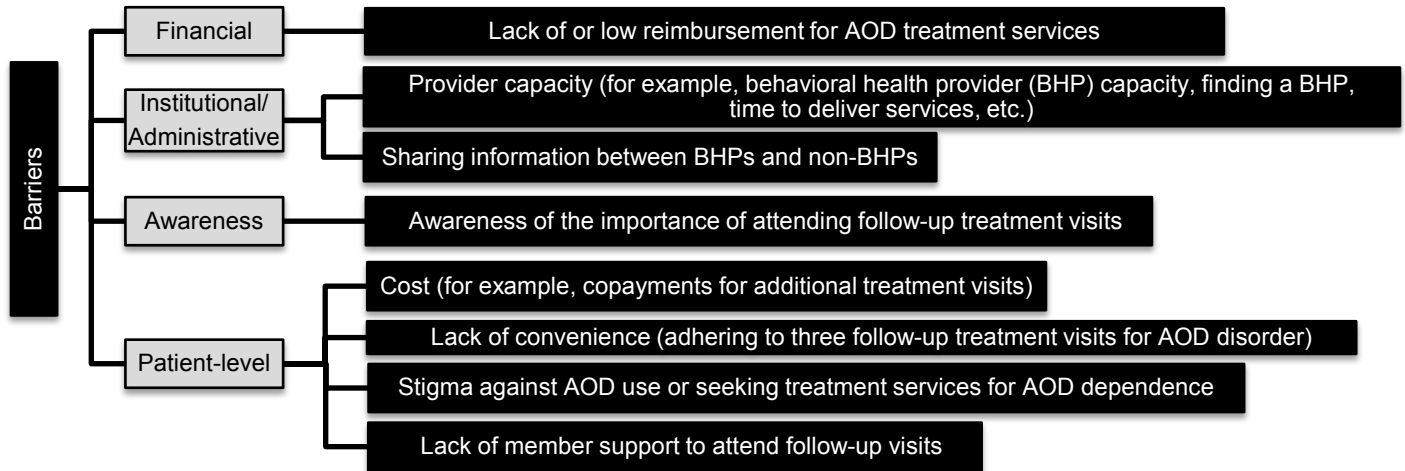 Barriers
Financial
Lack of or low reimbursement for AOD treatment services
Institutional/
Administrative
Provider capacity (for example, behavioral health provider (BHP) capacity, finding a BHP,
time to deliver services, etc.)
Sharing information between BHPs and non-BHPs
Awareness
Awareness of the importance of attending follow-up treatment visits
Patient-level
Cost (for example, copayments for additional treatment visits)
Lack of convenience (adhering to three follow-up treatment visits for AOD disorder)
Stigma against AOD use or seeking treatment services for AOD dependence
Lack of member support to attend follow-up visits